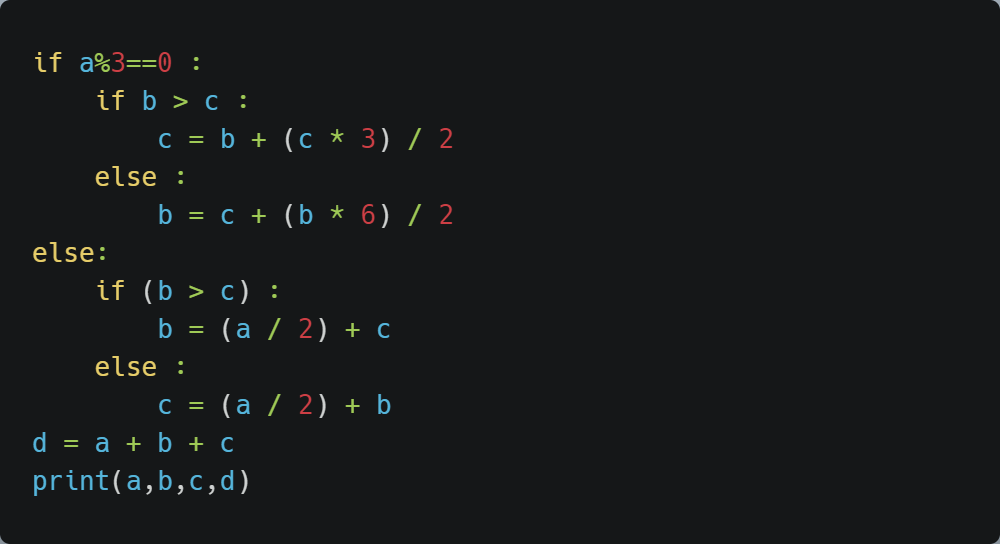 if a%3==0 :
    if b > c :
        c = b + (c * 3) / 2
    else :
        b = c + (b * 6) / 2
else:
    if (b > c) :
        b = (a / 2) + c
    else :
        c = (a / 2) + b
d = a + b + c
print(a,b,c,d)